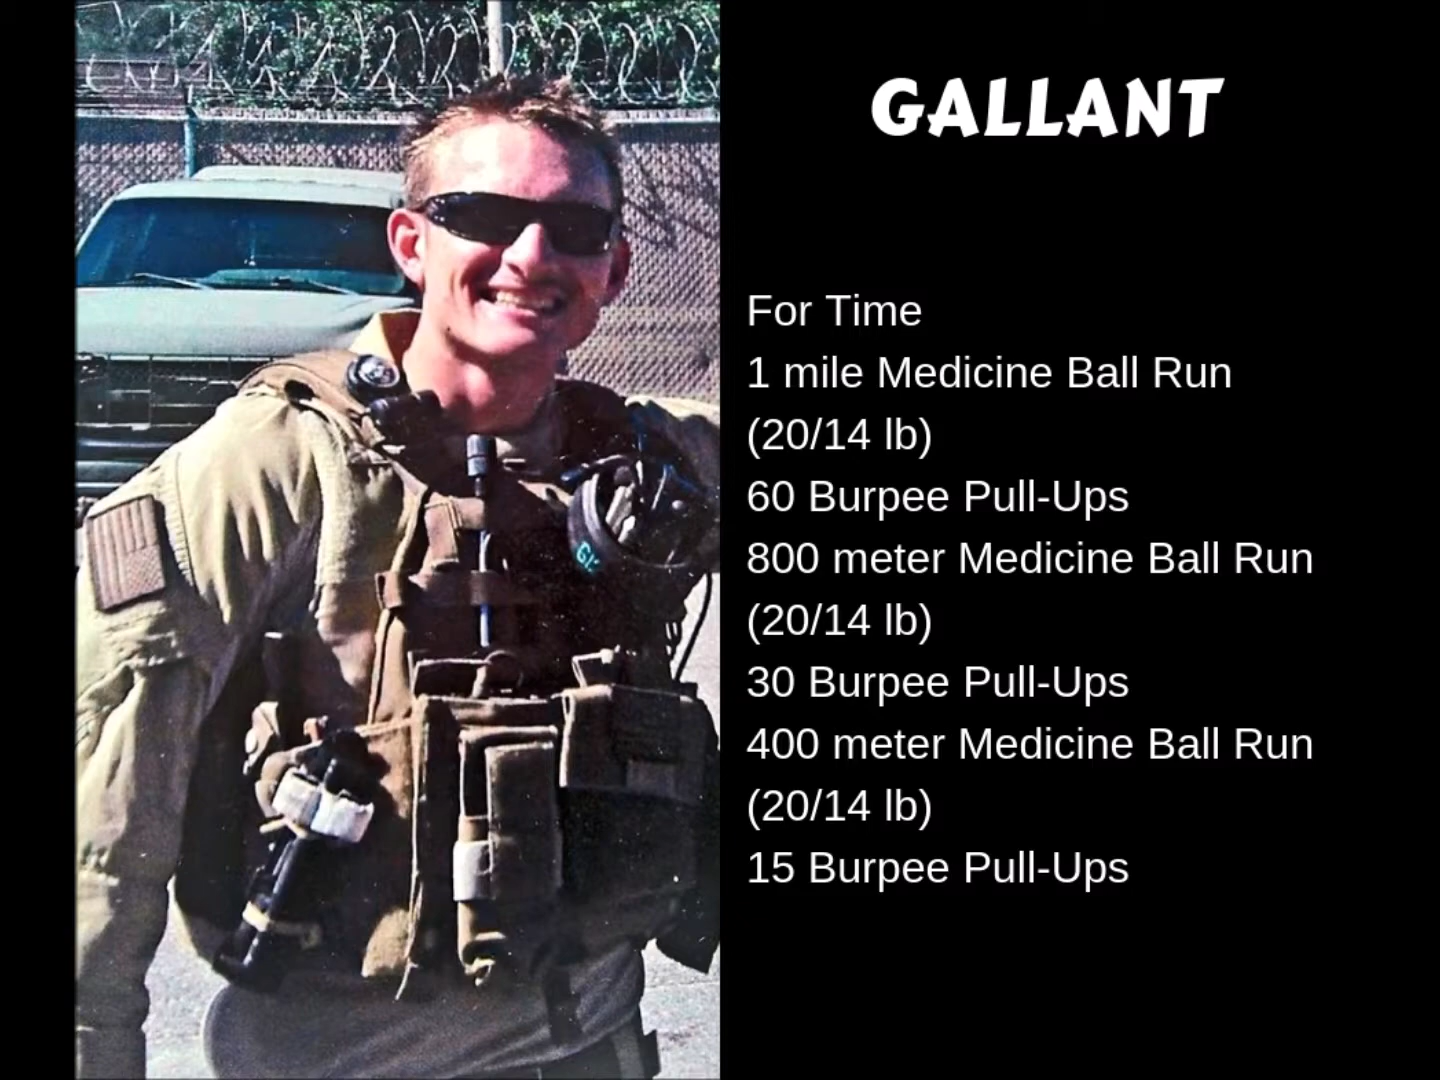 GALLANT
For Time
1 mile Medicine Ball Run
(20/14 lb)
60 Burpee Pull-Ups
800 meter Medicine Ball Run
(20/14 lb)
30 Burpee Pull-Ups
400 meter Medicine Ball Run
(20/14 lb)
15 Burpee Pull-Ups